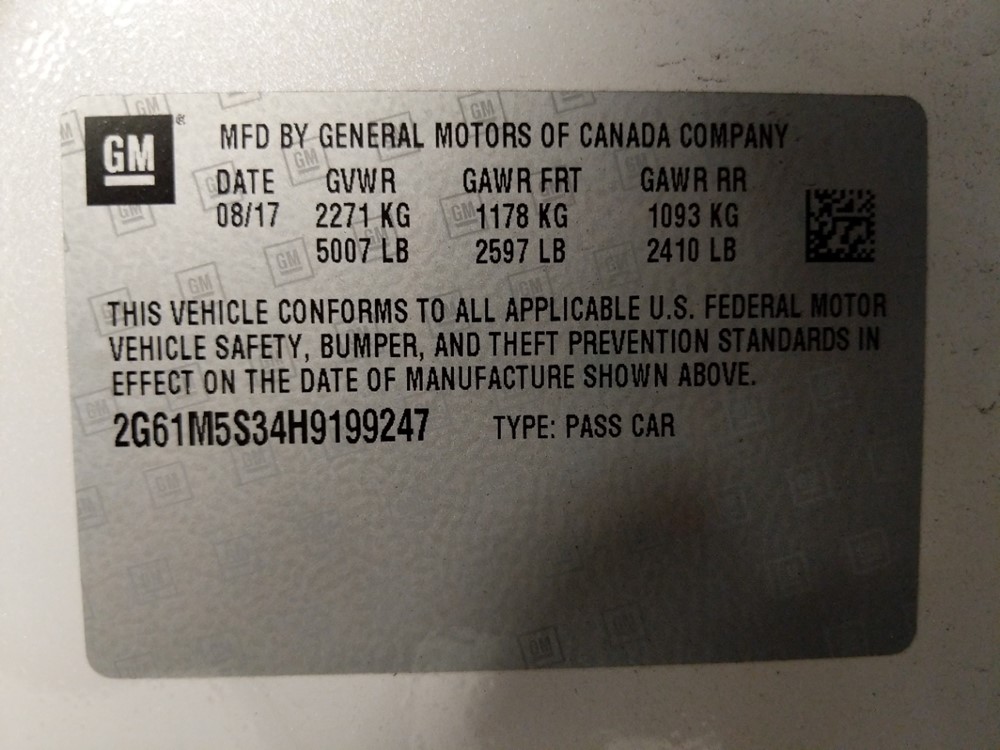 GM® MFD BY GENERAL MOTORS OF CANADA COMPANY
DATE GVWR GAWR FRT GAWR RR
08/17 2271 KG 1178 KG 1093 KG
5007 LB 2597 LB 2410 LB
THIS VEHICLE CONFORMS TO ALL APPLICABLE U.S. FEDERAL MOTOR
VEHICLE SAFETY, BUMPER, AND THEFT PREVENTION STANDARDS IN
EFFECT ON THE DATE OF MANUFACTURE SHOWN ABOVE.
2G61M5S34H9199247 TYPE: PASS CAR